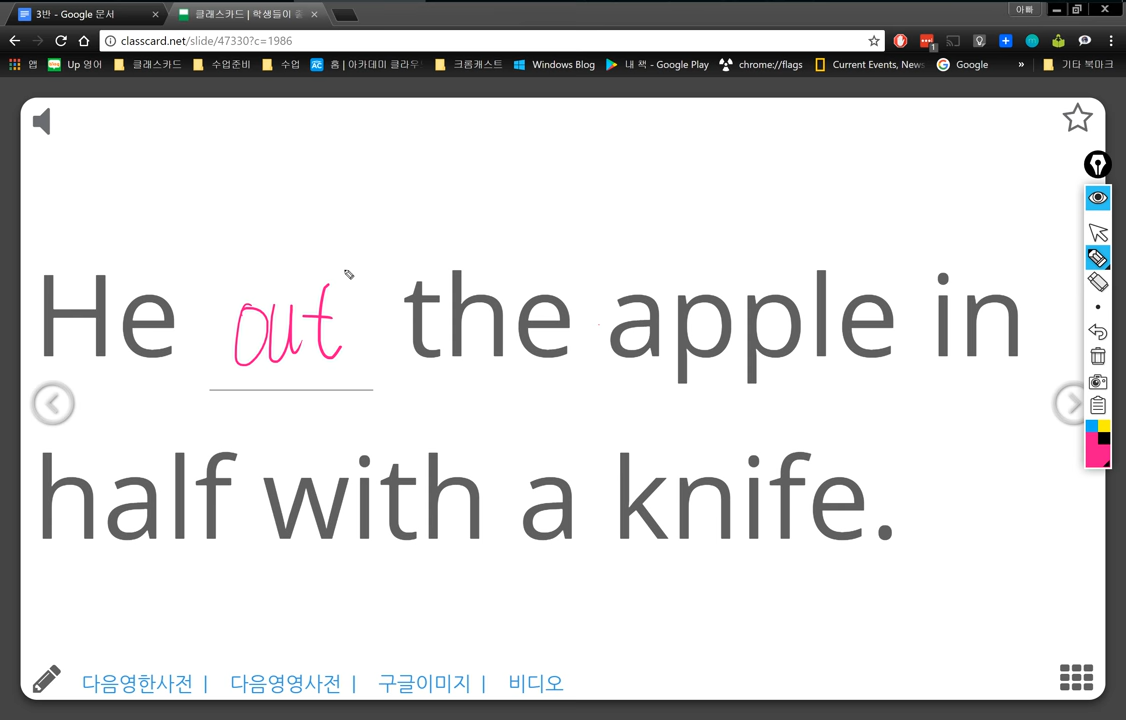 3반 - Google 문서
클래스카드 | 학생들이 줄
아빠
classcard.net/slide/47330?c=1986
1
앱 Up 영어 클래스카드 수업준비 수업 홈 | 아카데미 클라우 크롬캐스트 Windows Blog 내 책 - Google Play chrome://flags Current Events, News Google » 기타 북마크
He out the apple in
half with a knife.
다음영한사전 | 다음영영사전 | 구글이미지 | 비디오